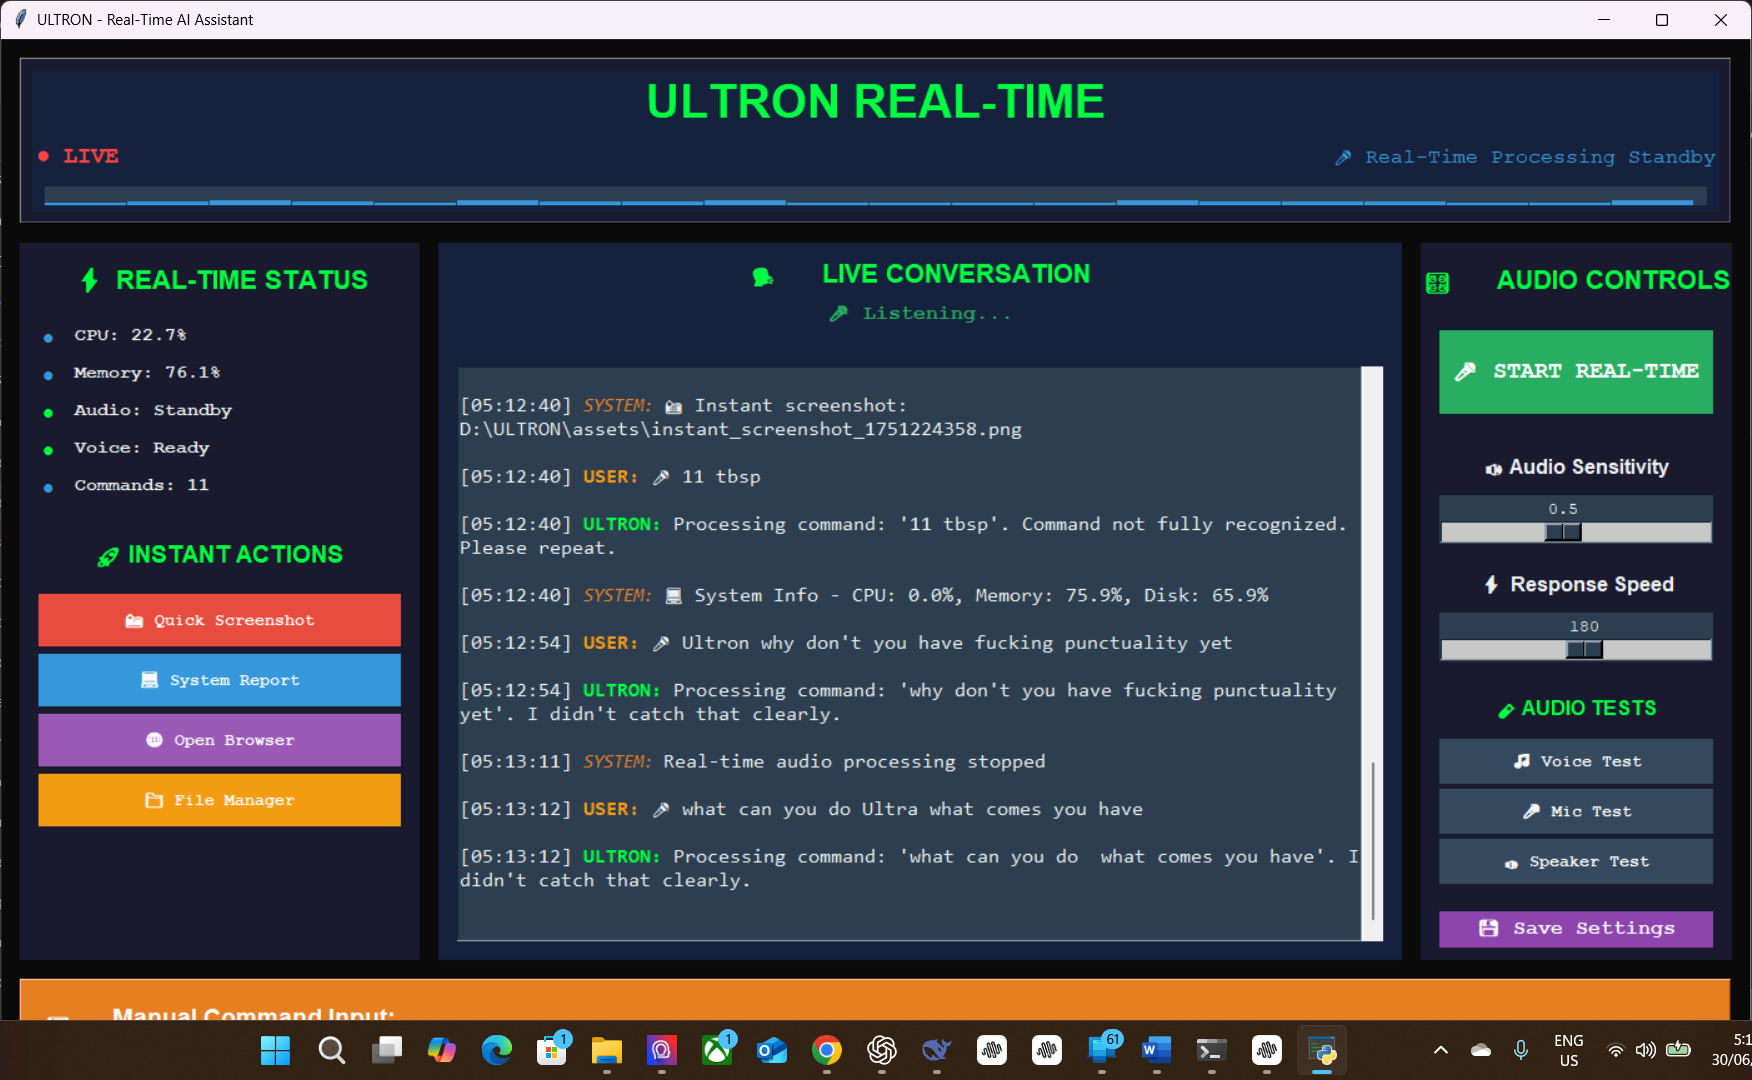 ULTRON - Real-Time AI Assistant
ULTRON REAL-TIME
LIVE
Real-Time Processing Standby
REAL-TIME STATUS
CPU: 22.7%
Memory: 76.1%
Audio: Standby
Voice: Ready
Commands: 11
INSTANT ACTIONS
Quick Screenshot
System Report
Open Browser
File Manager
LIVE CONVERSATION
Listening...
[05:12:40] SYSTEM: Instant screenshot:
D:\ULTRON\assets\instant_screenshot_1751224358.png
[05:12:40] USER: 11 tbsp
[05:12:40] ULTRON: Processing command: '11 tbsp'. Command not fully recognized.
Please repeat.
[05:12:40] SYSTEM: System Info - CPU: 0.0%, Memory: 75.9%, Disk: 65.9%
[05:12:54] USER: Ultron why don't you have fucking punctuality yet
[05:12:54] ULTRON: Processing command: 'why don't you have fucking punctuality
yet'. I didn't catch that clearly.
[05:13:11] SYSTEM: Real-time audio processing stopped
[05:13:12] USER: what can you do Ultra what comes you have
[05:13:12] ULTRON: Processing command: 'what can you do  what comes you have'. I
didn't catch that clearly.
AUDIO CONTROLS
START REAL-TIME
Audio Sensitivity
0.5
Response Speed
180
AUDIO TESTS
Voice Test
Mic Test
Speaker Test
Save Settings
Manual Command Input:
1
1
61
ENG
US
5:1
30/06